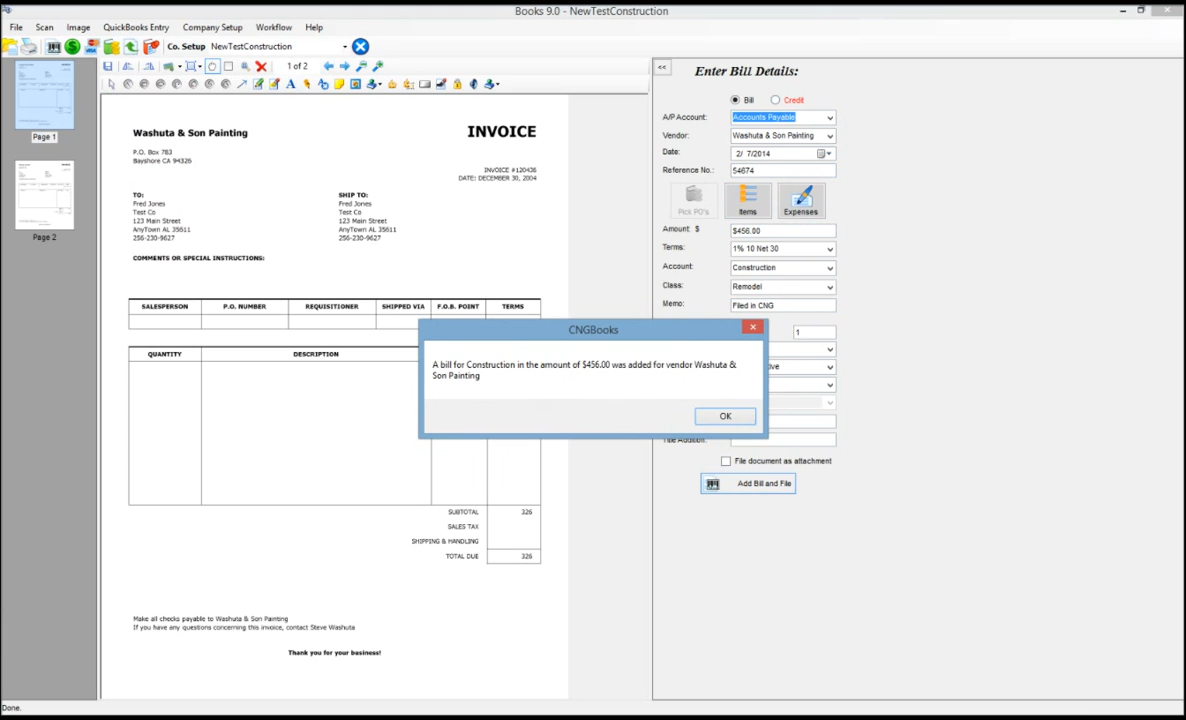 Books 9.0 - NewTestConstruction
File Scan Image QuickBooks Entry Company Setup Workflow Help
Co. Setup NewTestConstruction
1 of 2
Page 1
Page 2
Washuta & Son Painting
INVOICE
P.O. Box 783
Bayshore CA 94326
INVOICE #120436
DATE: DECEMBER 30, 2004
TO:
Fred Jones
Test Co
123 Main Street
AnyTown AL 35611
256-230-9627
SHIP TO:
Fred Jones
Test Co
123 Main Street
AnyTown AL 35611
256-230-9627
COMMENTS OR SPECIAL INSTRUCTIONS:
SALESPERSON P.O. NUMBER REQUISITIONER SHIPPED VIA F.O.B. POINT TERMS
QUANTITY DESCRIPTION
SUBTOTAL 326
SALES TAX
SHIPPING & HANDLING
TOTAL DUE 326
Make all checks payable to Washuta & Son Painting
If you have any questions concerning this invoice, contact Steve Washuta
Thank you for your business!
<<
Enter Bill Details:
Bill Credit
A/P Account: Accounts Payable
Vendor: Washuta & Son Painting
Date: 2/ 7/2014
Reference No.: 54674
Pick PO's Items Expenses
Amount: $ $456.00
Terms: 1% 10 Net 30
Account: Construction
Class: Remodel
Memo: Filed in CNG
1
CNGBooks
A bill for Construction in the amount of $456.00 was added for vendor Washuta &
Son Painting
OK
Title Addition:
File document as attachment
Add Bill and File
Done.